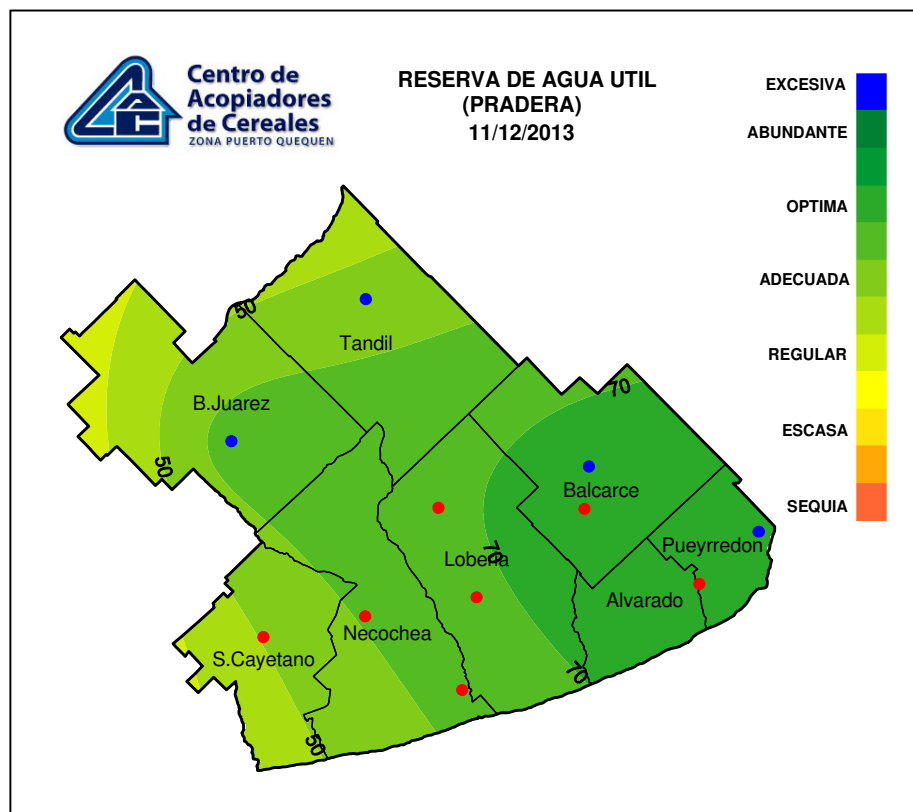 Centro de
Acopiadores
de Cereales
ZONA PUERTO QUEQUEN
RESERVA DE AGUA UTIL
(PRADERA)
11/12/2013
EXCESIVA
ABUNDANTE
OPTIMA
ADECUADA
REGULAR
ESCASA
SEQUIA
50
Tandil
70
B.Juarez
50
Balcarce
Pueyrredon
70
Loberia
Alvarado
Necochea
S.Cayetano
70
50